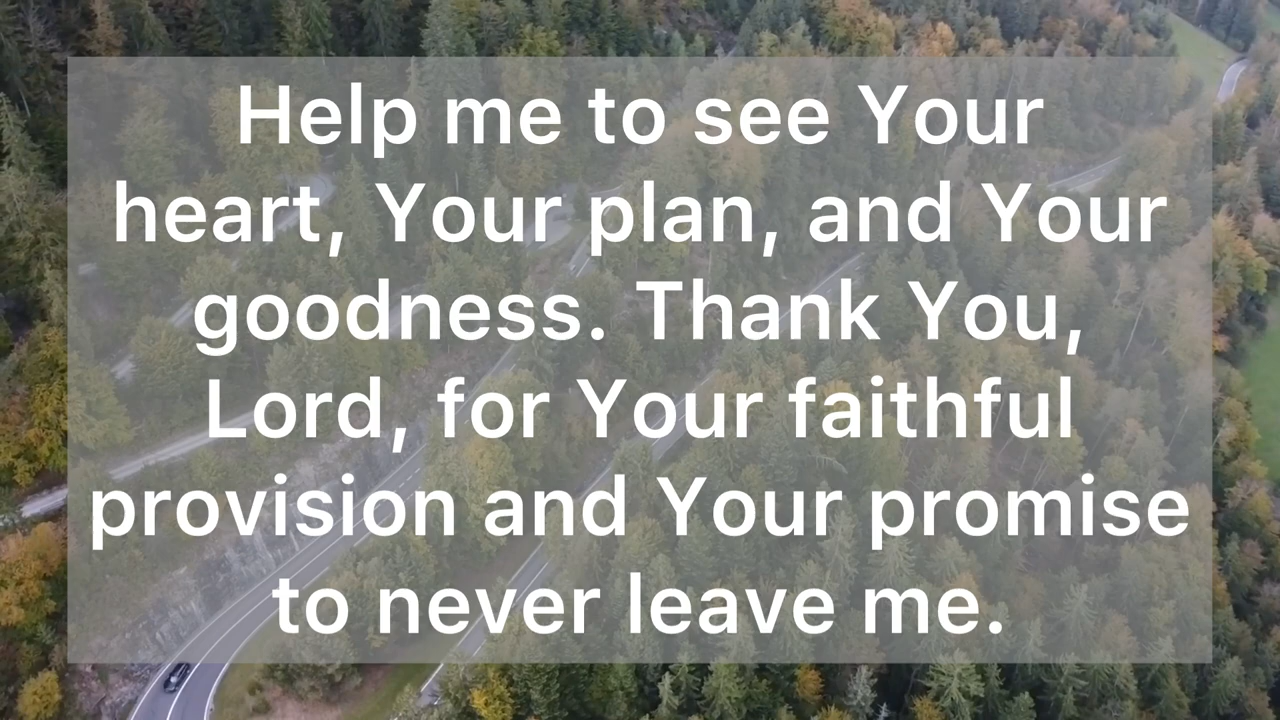 Help me to see Your
heart, Your plan, and Your
goodness. Thank You,
Lord, for Your faithful
provision and Your promise
to never leave me.